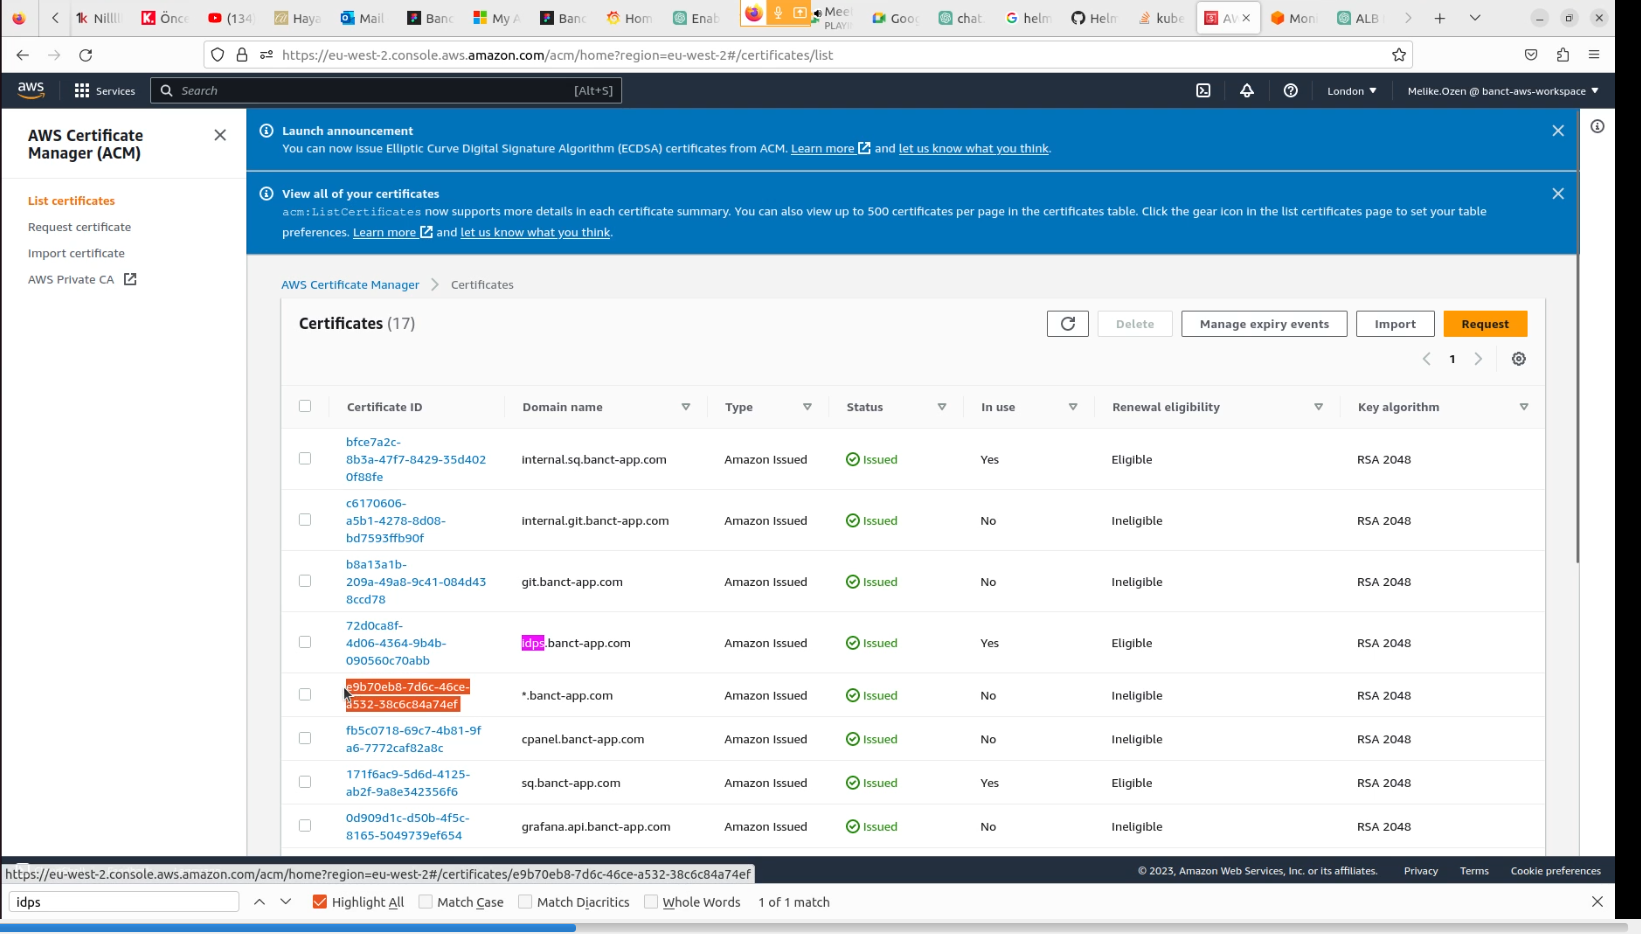 Nillll
Önce
(134)
Haya
Mail
Banc
My A
Banc
Hom
Enab
Meet
PLAYI
Goog
chat.
helm
Helm
kube
AW
Mon
ALB
https://eu-west-2.console.aws.amazon.com/acm/home?region=eu-west-2#/certificates/list
aws
Services
Search
[Alt+S]
London
Melike.Ozen @ banct-aws-workspace
AWS Certificate
Manager (ACM)
List certificates
Request certificate
Import certificate
AWS Private CA
Launch announcement
You can now issue Elliptic Curve Digital Signature Algorithm (ECDSA) certificates from ACM. Learn more and let us know what you think.
View all of your certificates
acm:ListCertificates now supports more details in each certificate summary. You can also view up to 500 certificates per page in the certificates table. Click the gear icon in the list certificates page to set your table
preferences. Learn more and let us know what you think.
AWS Certificate Manager
Certificates
Certificates (17)
Delete
Manage expiry events
Import
Request
1
Certificate ID Domain name Type Status In use Renewal eligibility Key algorithm
bfce7a2c-
8b3a-47f7-8429-35d402 internal.sq.banct-app.com Amazon Issued Issued Yes Eligible RSA 2048
0f88fe
c6170606-
a5b1-4278-8d08- internal.git.banct-app.com Amazon Issued Issued No Ineligible RSA 2048
bd7593ffb90f
b8a13a1b-
209a-49a8-9c41-084d43 git.banct-app.com Amazon Issued Issued No Ineligible RSA 2048
8ccd78
72d0ca8f-
4d06-4364-9b4b- idps.banct-app.com Amazon Issued Issued Yes Eligible RSA 2048
090560c70abb
e9b70eb8-7d6c-46ce-
a532-38c6c84a74ef *.banct-app.com Amazon Issued Issued No Ineligible RSA 2048
fb5c0718-69c7-4b81-9f
a6-7772caf82a8c cpanel.banct-app.com Amazon Issued Issued No Ineligible RSA 2048
171f6ac9-5d6d-4125-
ab2f-9a8e342356f6 sq.banct-app.com Amazon Issued Issued Yes Eligible RSA 2048
0d909d1c-d50b-4f5c-
8165-5049739ef654 grafana.api.banct-app.com Amazon Issued Issued No Ineligible RSA 2048
https://eu-west-2.console.aws.amazon.com/acm/home?region=eu-west-2#/certificates/e9b70eb8-7d6c-46ce-a532-38c6c84a74ef
© 2023, Amazon Web Services, Inc. or its affiliates. Privacy Terms Cookie preferences
idps
Highlight All Match Case Match Diacritics Whole Words 1 of 1 match